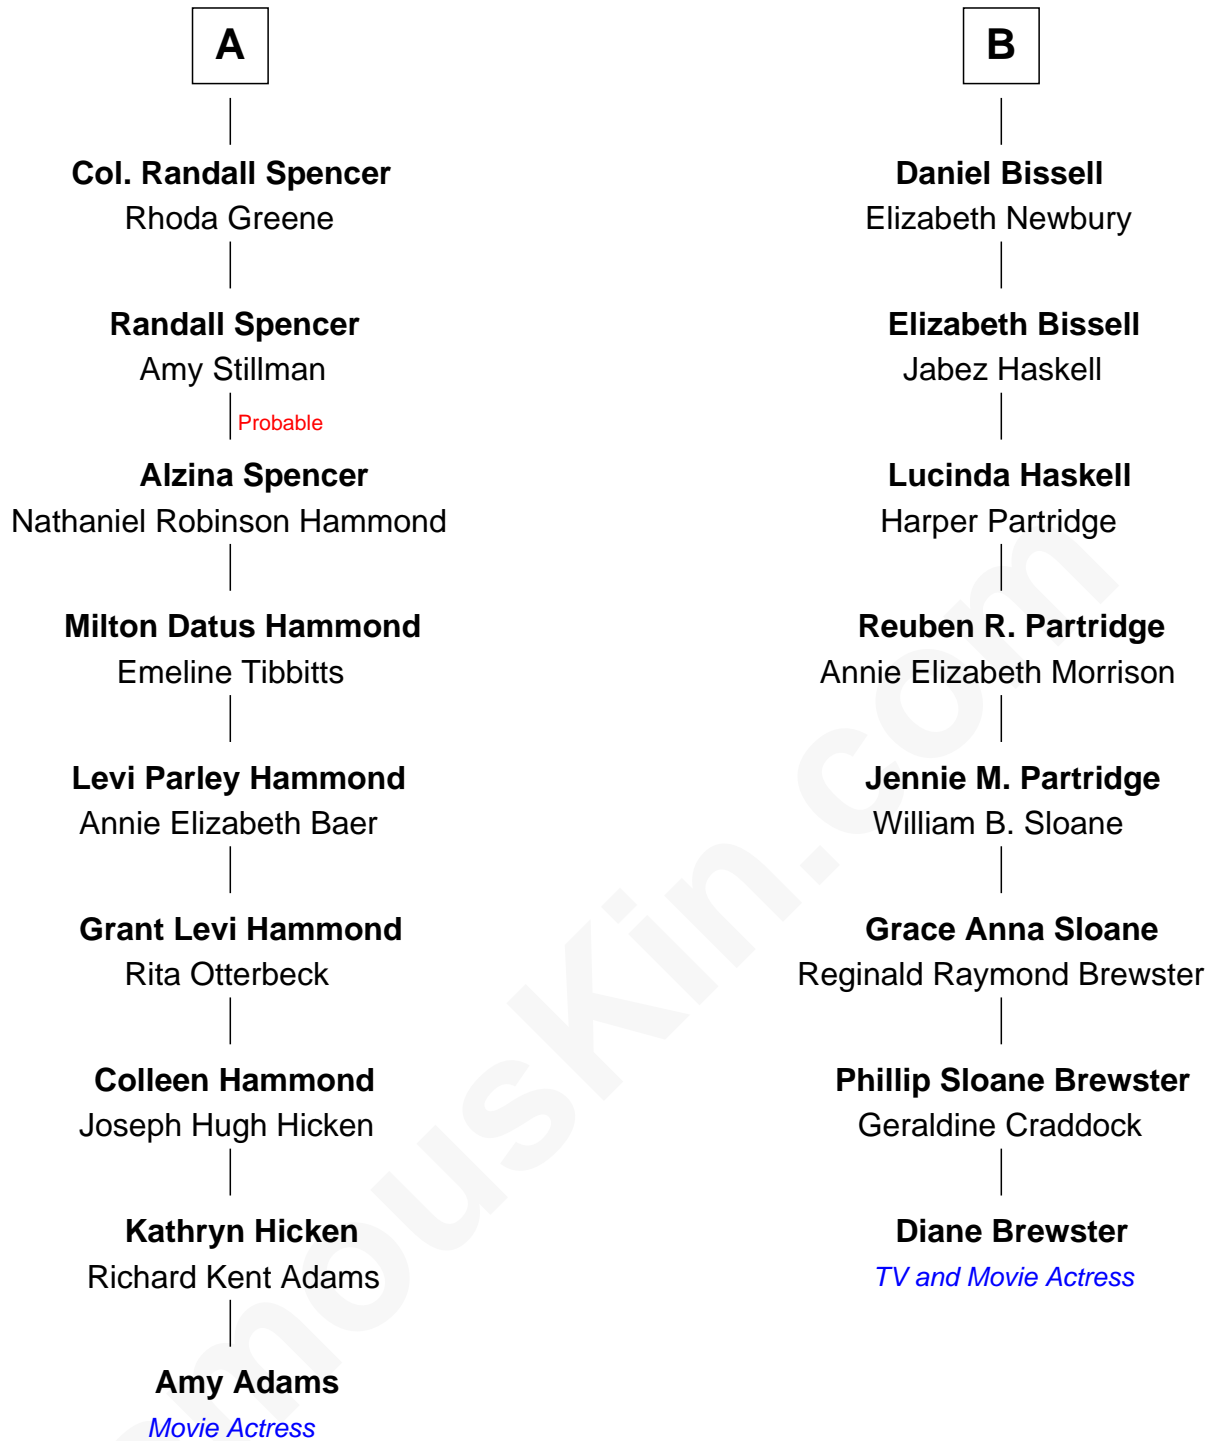 A
Col. Randall Spencer
Rhoda Greene
Randall Spencer
Amy Stillman
Probable
Alzina Spencer
Nathaniel Robinson Hammond
Milton Datus Hammond
Emeline Tibbitts
Levi Parley Hammond
Annie Elizabeth Baer
Grant Levi Hammond
Rita Otterbeck
Colleen Hammond
Joseph Hugh Hicken
Kathryn Hicken
Richard Kent Adams
Amy Adams
Movie Actress
B
Daniel Bissell
Elizabeth Newbury
Elizabeth Bissell
Jabez Haskell
Lucinda Haskell
Harper Partridge
Reuben R. Partridge
Annie Elizabeth Morrison
Jennie M. Partridge
William B. Sloane
Grace Anna Sloane
Reginald Raymond Brewster
Phillip Sloane Brewster
Geraldine Craddock
Diane Brewster
TV and Movie Actress
mousKin.com